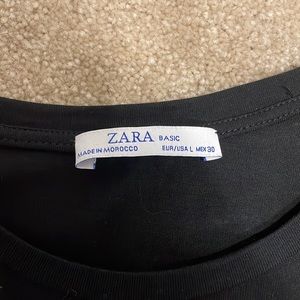 ZARA BASIC
MADE IN MOROCCO EUR/USA L MEX 30